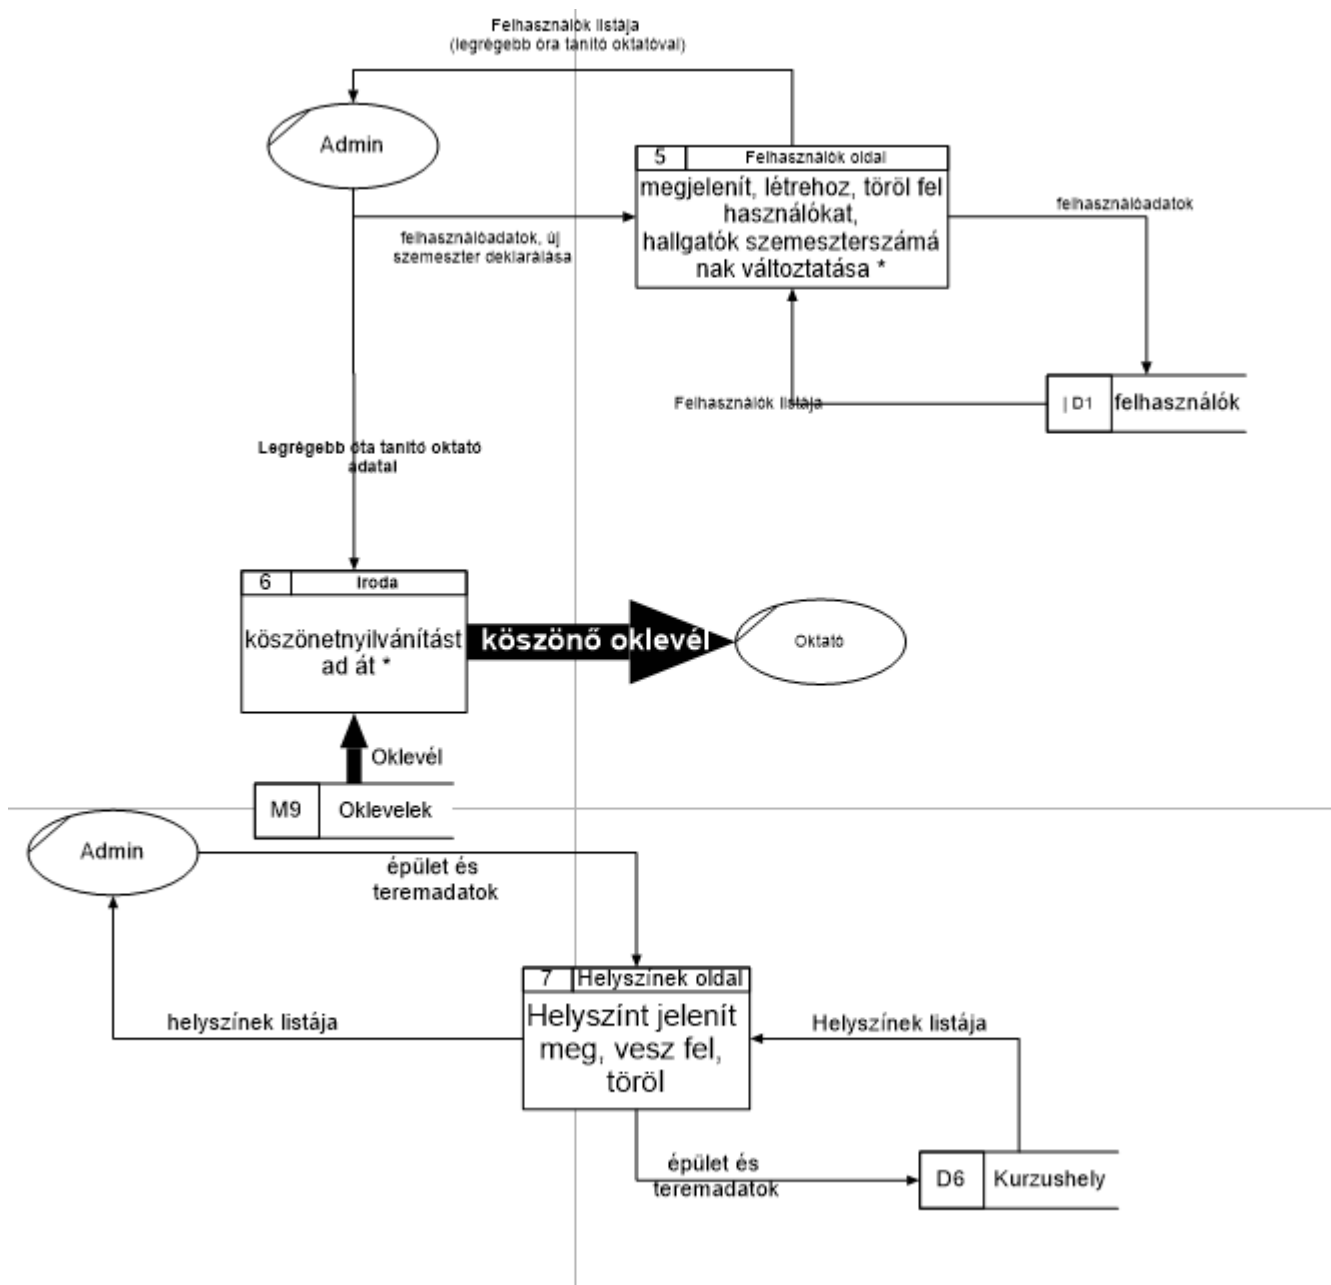 Felhasználók listája
(legrégebb óra tanító oktatóval)
Admin
5 Felhasználók oldal
megjelenít, létrehoz, töröl fel
használókat,
hallgatók szemeszterszámá
nak változtatása *
felhasználóadatok
felhasználóadatok, új
szemeszter deklarálása
Felhasználók listája
| D1 felhasználók
Legrégebb óta tanító oktató
adatai
6 Iroda
köszönetnyilvánítást
ad át *
köszönő oklevél
Oktató
Oklevél
M9 Oklevelek
Admin
épület és
teremadatok
7 Helyszínek oldal
Helyszínt jelenít
meg, vesz fel,
töröl
helyszínek listája
Helyszínek listája
épület és
teremadatok
D6 Kurzushely